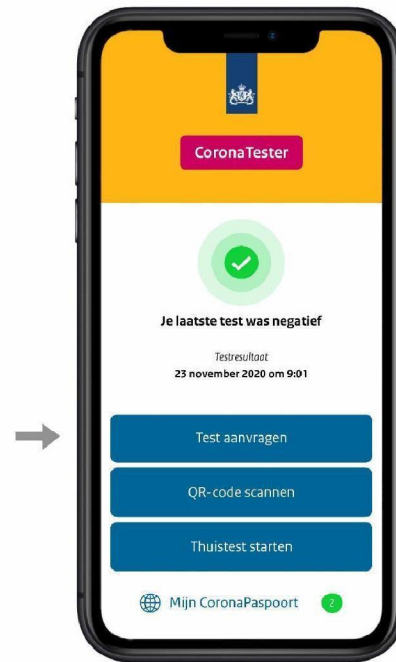 CoronaTester
Je laatste test was negatief
Testresultaat
23 november 2020 om 9:01
Test aanvragen
QR-code scannen
Thuistest starten
Mijn CoronaPaspoort 2